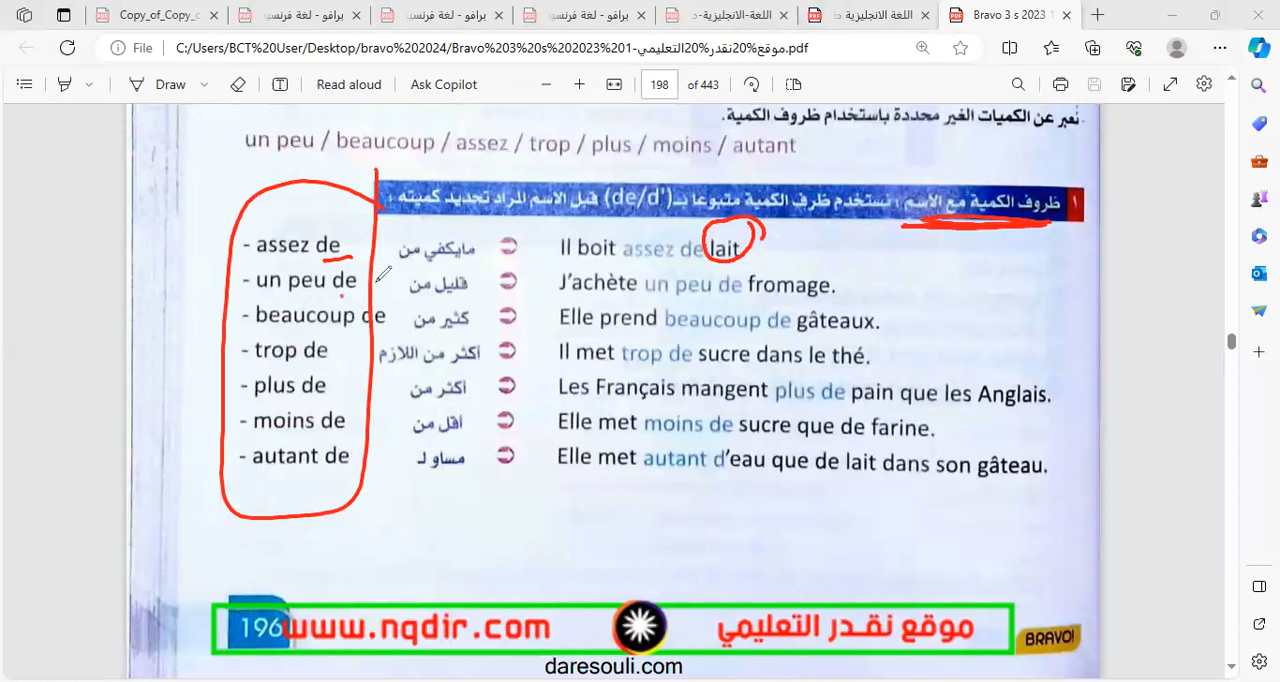 Copy_of_Copy_c
برافو - لغة فرنسي
برافو - لغة فرنسي
برافو - لغة فرنسي
اللغة-الانجليزية-د
اللغة الانجليزية
Bravo 3 s 2023 1
File
C:/Users/BCT%20User/Desktop/bravo%202024/Bravo%203%20s%202023%201-موقع%20نقدر%20التعليمي.pdf
Draw
Read aloud
Ask Copilot
198 of 443
نعبر عن الكميات الغير محددة باستخدام ظروف الكمية.
un peu / beaucoup / assez / trop / plus / moins / autant
١ ظروف الكمية مع الاسم : نستخدم ظرف الكمية متبوعا بـ(de/d') قبل الاسم المراد تحديد كميته :
- assez de مايكفي من Il boit assez de lait
- un peu de قليل من J'achète un peu de fromage.
- beaucoup de كثير من Elle prend beaucoup de gâteaux.
- trop de أكثر من اللازم Il met trop de sucre dans le thé.
- plus de أكثر من Les Français mangent plus de pain que les Anglais.
- moins de أقل من Elle met moins de sucre que de farine.
- autant de مساو لـ Elle met autant d'eau que de lait dans son gâteau.
196
www.nqdir.com
موقع نقدر التعليمي
BRAVO!
daresouli.com